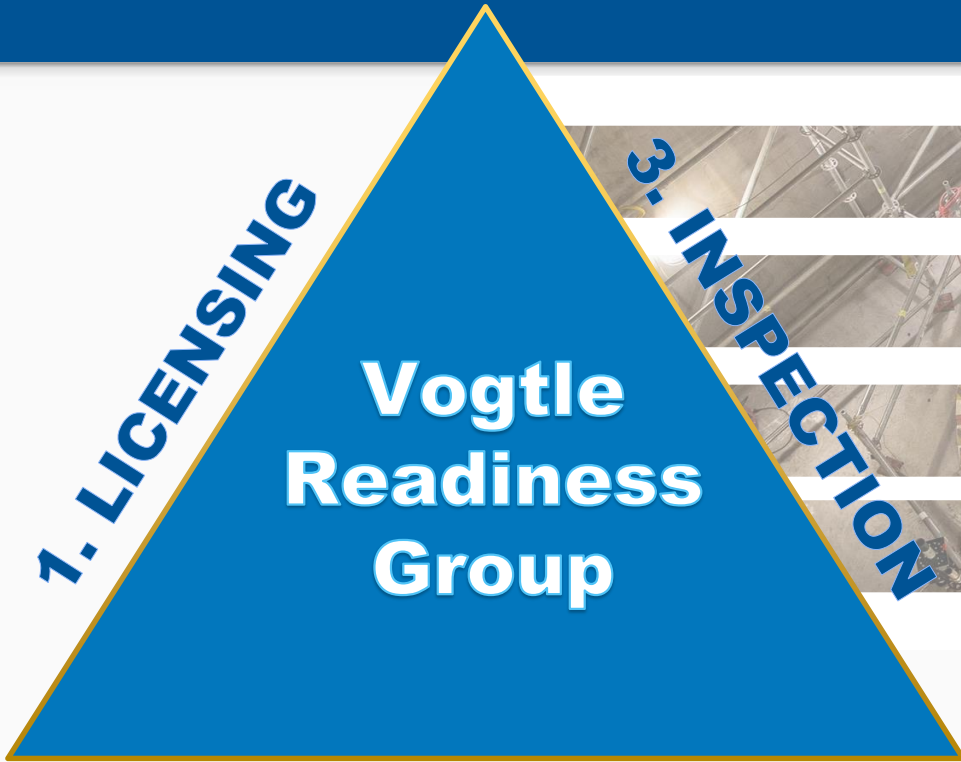 1. LICENSING
3. INSPECTION
Vogtle
Readiness
Group